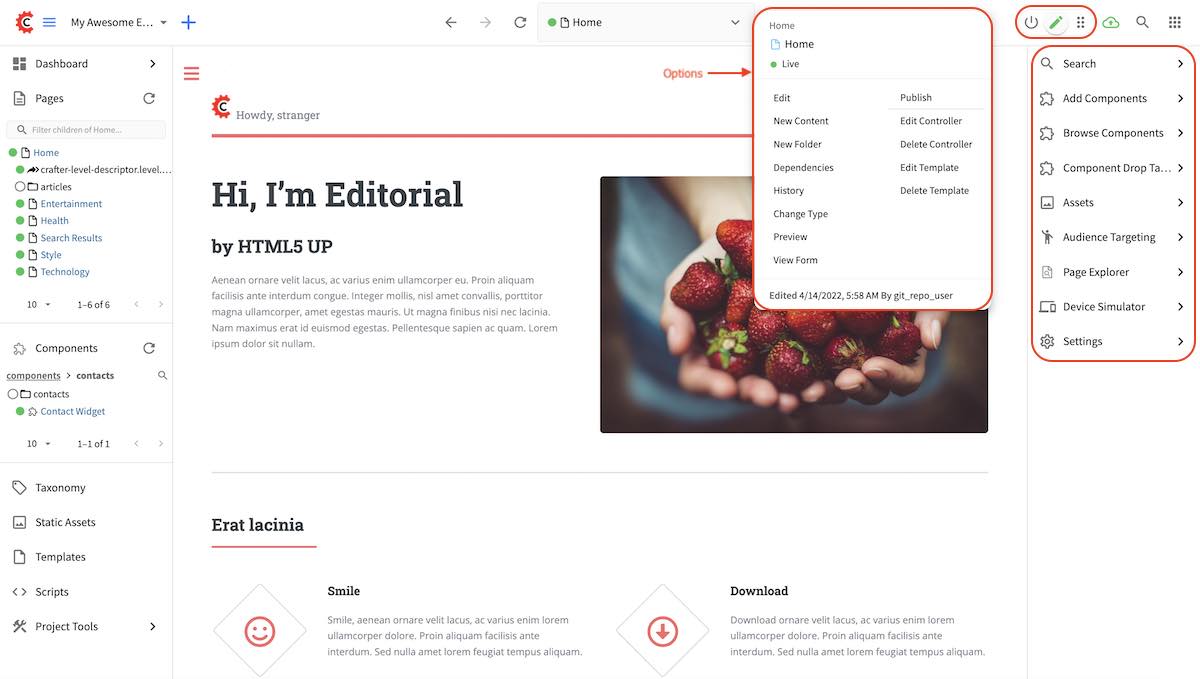 My Awesome E...
Home
Dashboard
Pages
Filter children of Home...
Home
crafter-level-descriptor.level....
articles
Entertainment
Health
Search Results
Style
Technology
10
1–6 of 6
Components
components > contacts
contacts
Contact Widget
10
1–1 of 1
Taxonomy
Static Assets
Templates
Scripts
Project Tools
C
Howdy, stranger
Hi, I’m Editorial
by HTML5 UP
Aenean ornare velit lacus, ac varius enim ullamcorper eu. Proin aliquam
facilisis ante interdum congue. Integer mollis, nisl amet convallis, porttitor
magna ullamcorper, amet egestas mauris. Ut magna finibus nisi nec lacinia.
Nam maximus erat id euismod egestas. Pellentesque sapien ac quam. Lorem
ipsum dolor sit nullam.
Erat lacinia
Smile
Smile, aenean ornare velit lacus, ac varius enim lorem
ullamcorper dolore. Proin aliquam facilisis ante
interdum. Sed nulla amet lorem feugiat tempus aliquam.
Download
Download ornare velit lacus, ac varius enim lorem
ullamcorper dolore. Proin aliquam facilisis ante
interdum. Sed nulla amet lorem feugiat tempus aliquam.
Options
Home
Home
Live
Edit
New Content
New Folder
Dependencies
History
Change Type
Preview
View Form
Publish
Edit Controller
Delete Controller
Edit Template
Delete Template
Edited 4/14/2022, 5:58 AM By git_repo_user
Search
Add Components
Browse Components
Component Drop Ta...
Assets
Audience Targeting
Page Explorer
Device Simulator
Settings